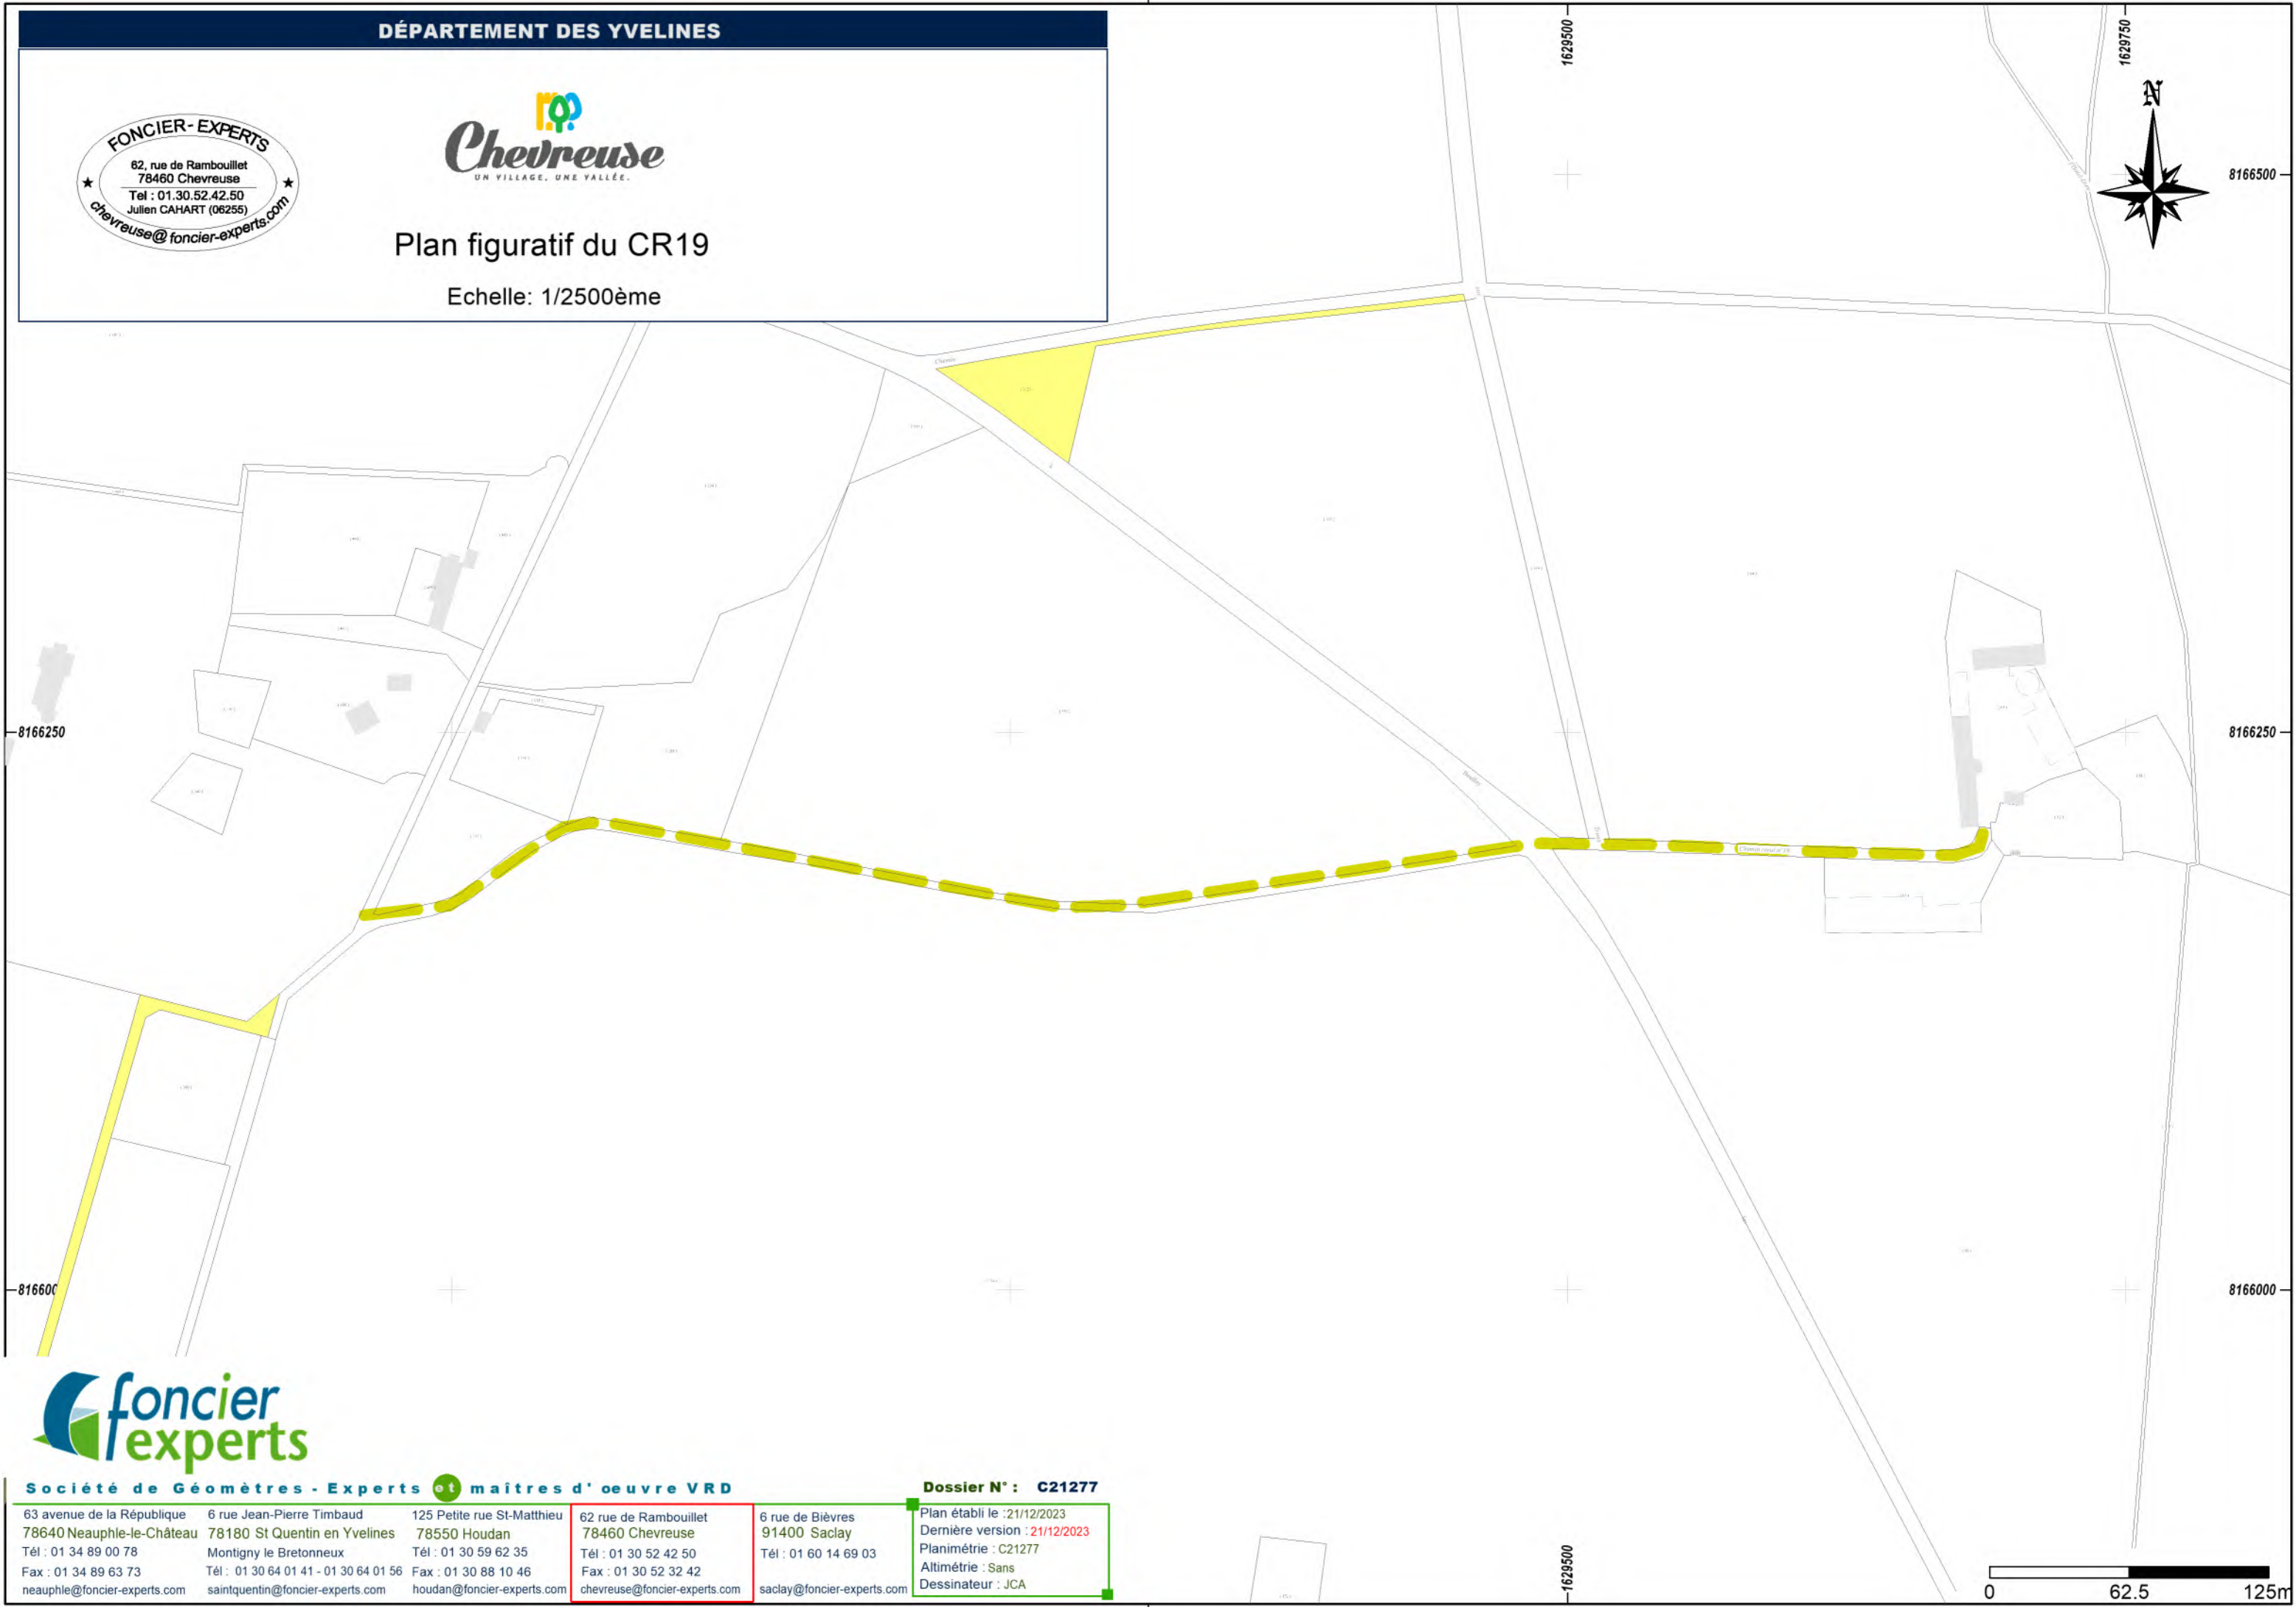 DÉPARTEMENT DES YVELINES
FONCIER-EXPERTS
62, rue de Rambouillet
78460 Chevreuse
Tel : 01.30.52.42.50
Julien CAHART (06255)
chevreuse@foncier-experts.com
Chevreuse
UN VILLAGE, UNE VALLÉE.
Plan figuratif du CR19
Echelle: 1/2500ème
1629500
1629750
N
8166500
Chemin
8166250
8166250
816600
8166000
1629500
0
62.5
125m
foncier
experts
Société de Géomètres - Experts et maîtres d' oeuvre VRD
63 avenue de la République
78640 Neauphle-le-Château
Tél : 01 34 89 00 78
Fax : 01 34 89 63 73
neauphle@foncier-experts.com
6 rue Jean-Pierre Timbaud
78180 St Quentin en Yvelines
Montigny le Bretonneux
Tél : 01 30 64 01 41 - 01 30 64 01 56
saintquentin@foncier-experts.com
125 Petite rue St-Matthieu
78550 Houdan
Tél : 01 30 59 62 35
Fax : 01 30 88 10 46
houdan@foncier-experts.com
62 rue de Rambouillet
78460 Chevreuse
Tél : 01 30 52 42 50
Fax : 01 30 52 32 42
chevreuse@foncier-experts.com
6 rue de Bièvres
91400 Saclay
Tél : 01 60 14 69 03
saclay@foncier-experts.com
Dossier N° : C21277
Plan établi le :21/12/2023
Dernière version : 21/12/2023
Planimétrie : C21277
Altimétrie : Sans
Dessinateur : JCA